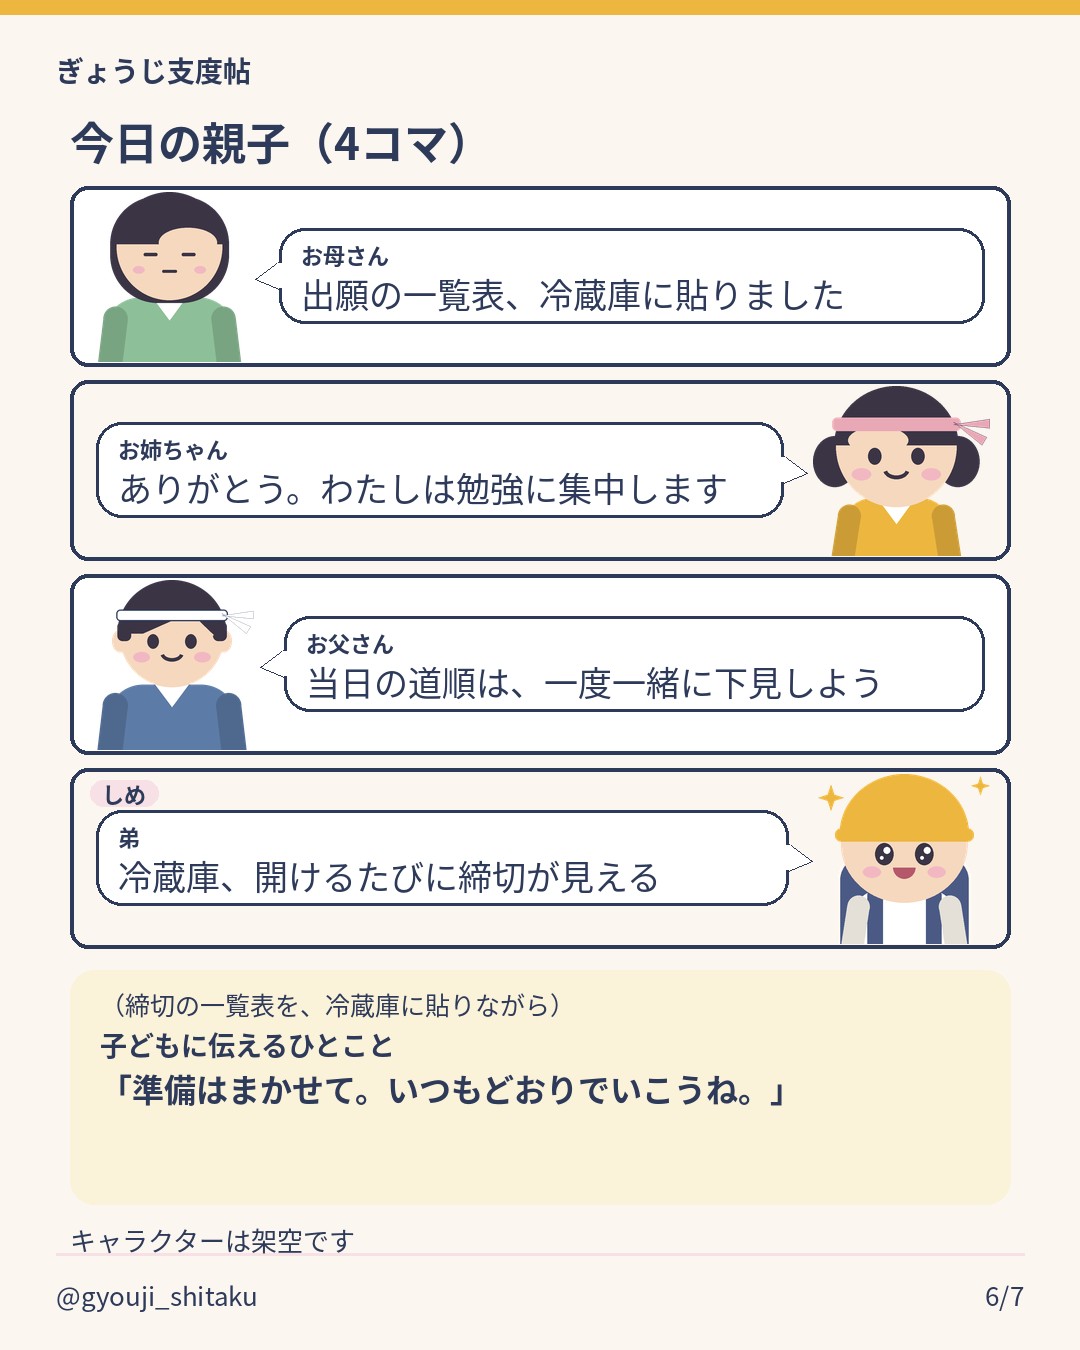 ぎょうじ支度帖
今日の親子（4コマ）
お母さん
出願の一覧表、冷蔵庫に貼りました
お姉ちゃん
ありがとう。わたしは勉強に集中します
お父さん
当日の道順は、一度一緒に下見しよう
しめ
弟
冷蔵庫、開けるたびに締切が見える
（締切の一覧表を、冷蔵庫に貼りながら）
子どもに伝えるひとこと
「準備はまかせて。いつもどおりでいこうね。」
キャラクターは架空です
@gyouji_shitaku
6/7